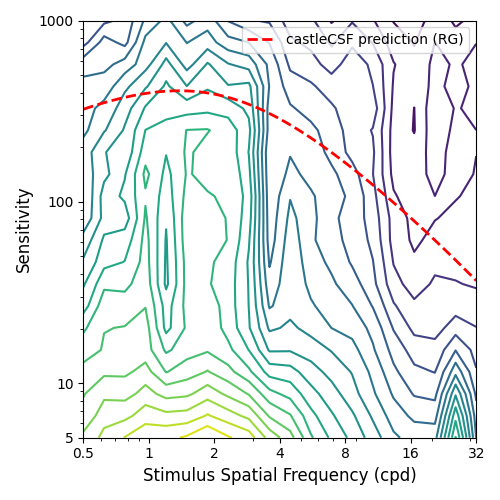 castleCSF prediction (RG)
1000
100
10
5
Sensitivity
0.5 1 2 4 8 16 32
Stimulus Spatial Frequency (cpd)